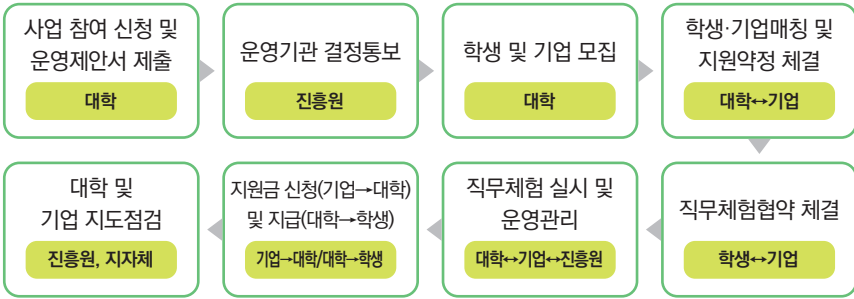 사업 참여 신청 및
운영제안서 제출
대학
운영기관 결정통보
진흥원
학생 및 기업 모집
대학
학생·기업매칭 및
지원약정 체결
대학↔기업
직무체험협약 체결
학생↔기업
직무체험 실시 및
운영관리
대학↔기업↔진흥원
지원금 신청(기업→대학)
및 지급(대학→학생)
기업→대학/대학→학생
대학 및
기업 지도점검
진흥원, 지자체